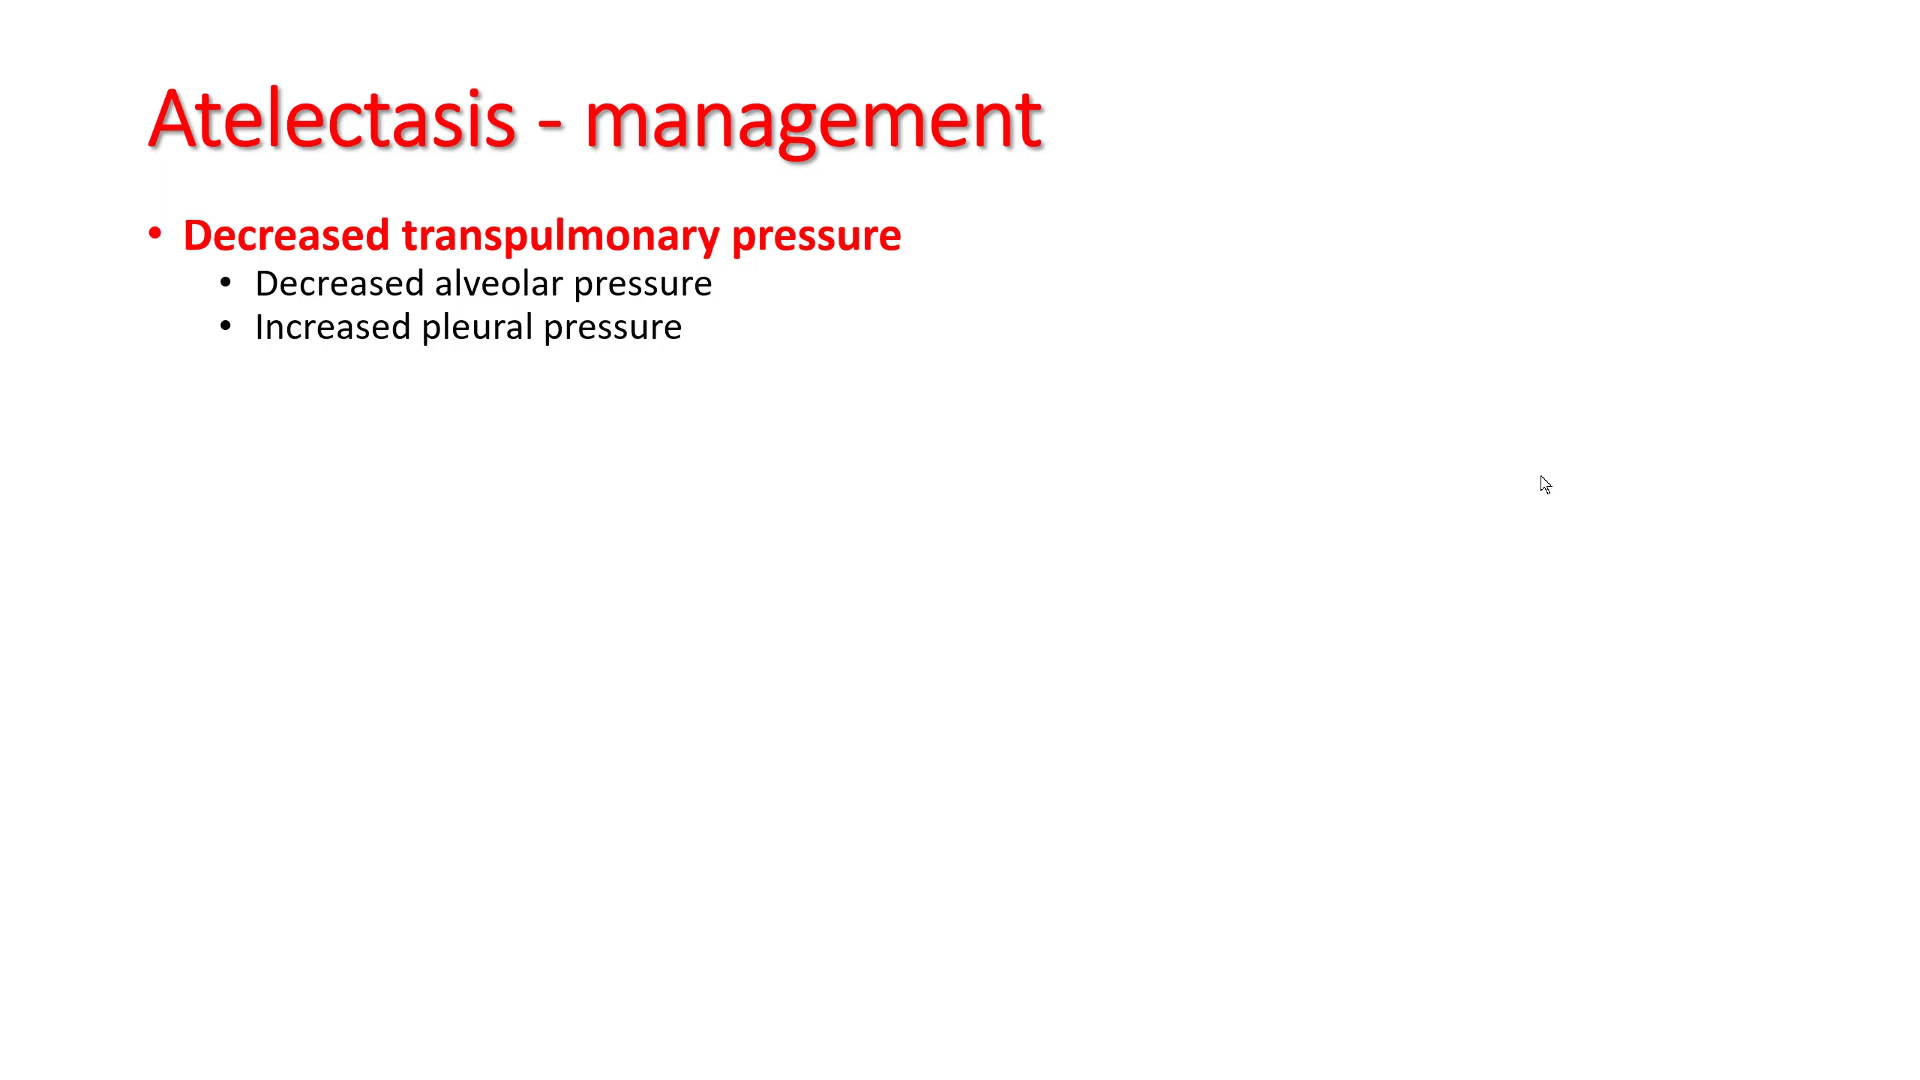 Atelectasis - management
• Decreased transpulmonary pressure
• Decreased alveolar pressure
• Increased pleural pressure